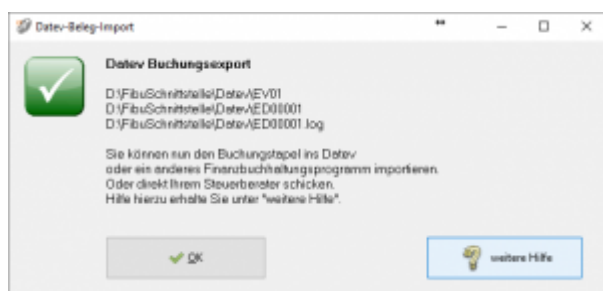 Datev-Beleg-Import
Datev Buchungsexport
D:\FibuSchnittstelle\Datev\EV01
D:\FibuSchnittstelle\Datev\ED00001
D:\FibuSchnittstelle\Datev\ED00001.log
Sie können nun den Buchungstapel ins Datev
oder ein anderes Finanzbuchhaltungsprogramm importieren.
Oder direkt Ihrem Steuerberater schicken.
Hilfe hierzu erhalte Sie unter "weitere Hilfe".
OK
weitere Hilfe